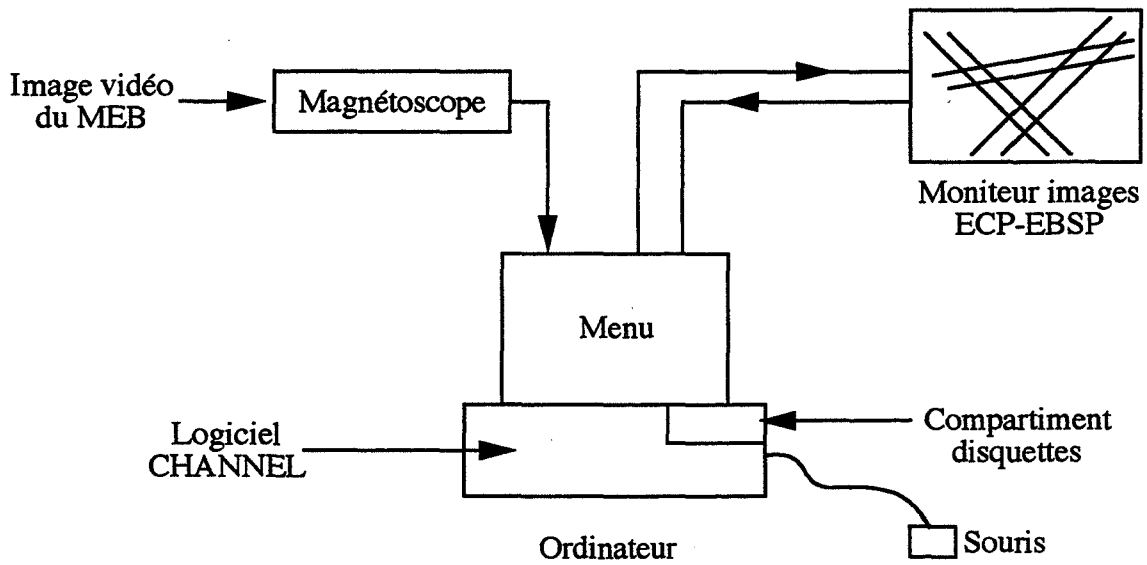 Image vidéo
du MEB
Magnétoscope
Moniteur images
ECP-EBSP
Menu
Logiciel
CHANNEL
Compartiment
disquettes
Ordinateur
Souris